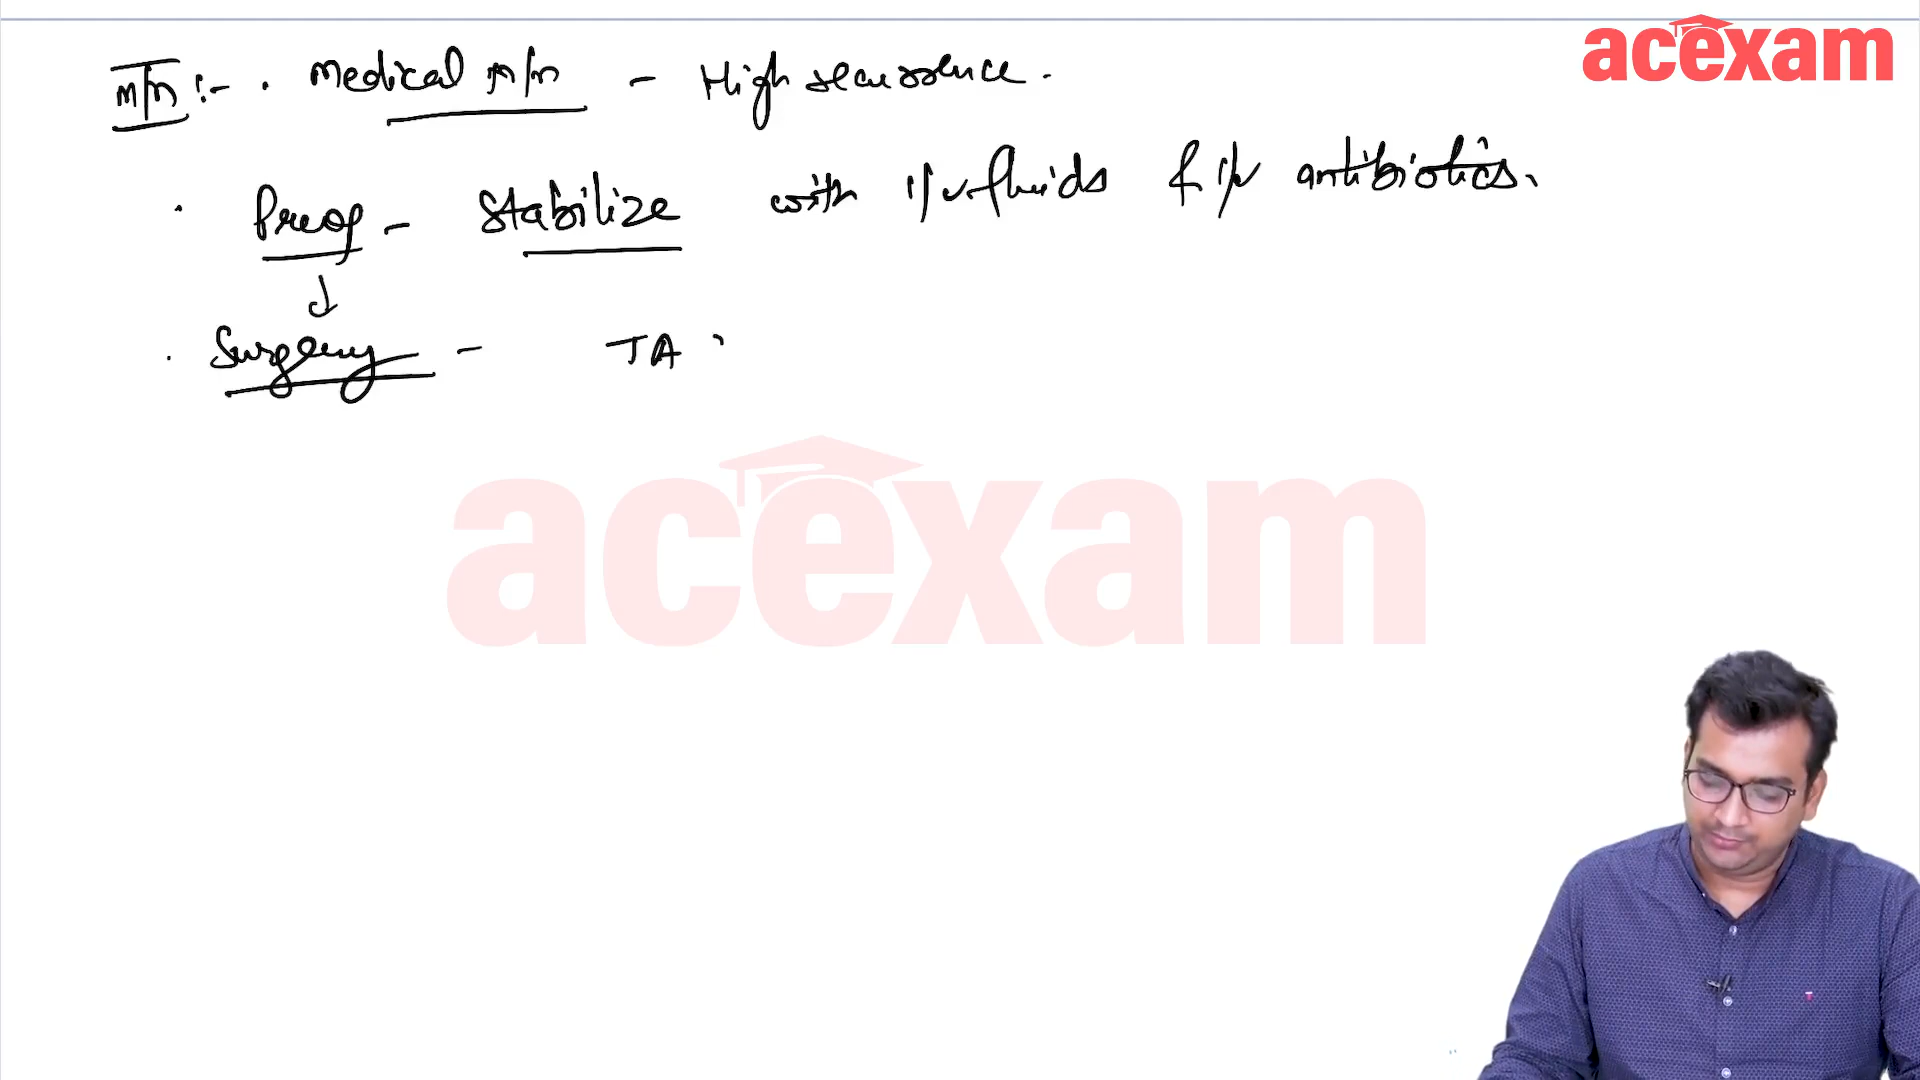 acexam
m/n :- . Medical m/n - High recurrence.
. Preop - Stabilize with i/v fluids & i/v antibiotics.
↓
. Surgery - TA
acexam